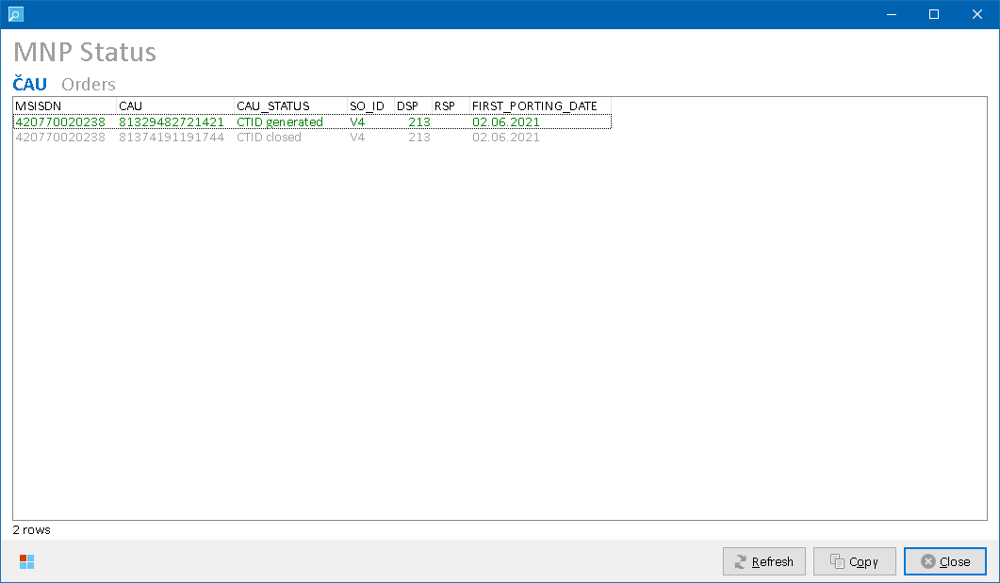 MNP Status
ČAU Orders
MSISDN CAU CAU_STATUS SO_ID DSP RSP FIRST_PORTING_DATE
420770020238 81329482721421 CTID generated V4 213 02.06.2021
420770020238 81374191191744 CTID closed V4 213 02.06.2021
2 rows
Refresh Copy Close